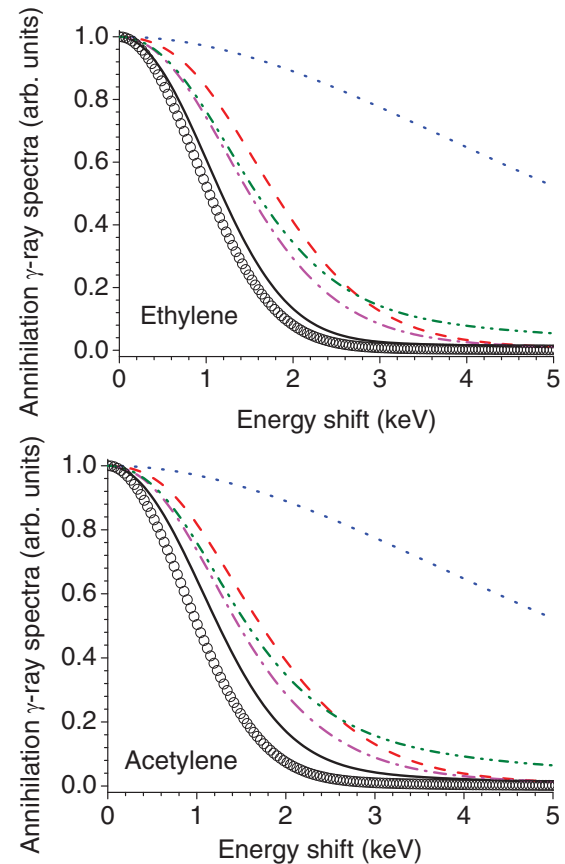 Annihilation γ-ray spectra (arb. units)
1.0
0.8
0.6
0.4
0.2
0.0
Ethylene
0 1 2 3 4 5
Energy shift (keV)
Annihilation γ-ray spectra (arb. units)
1.0
0.8
0.6
0.4
0.2
0.0
Acetylene
0 1 2 3 4 5
Energy shift (keV)